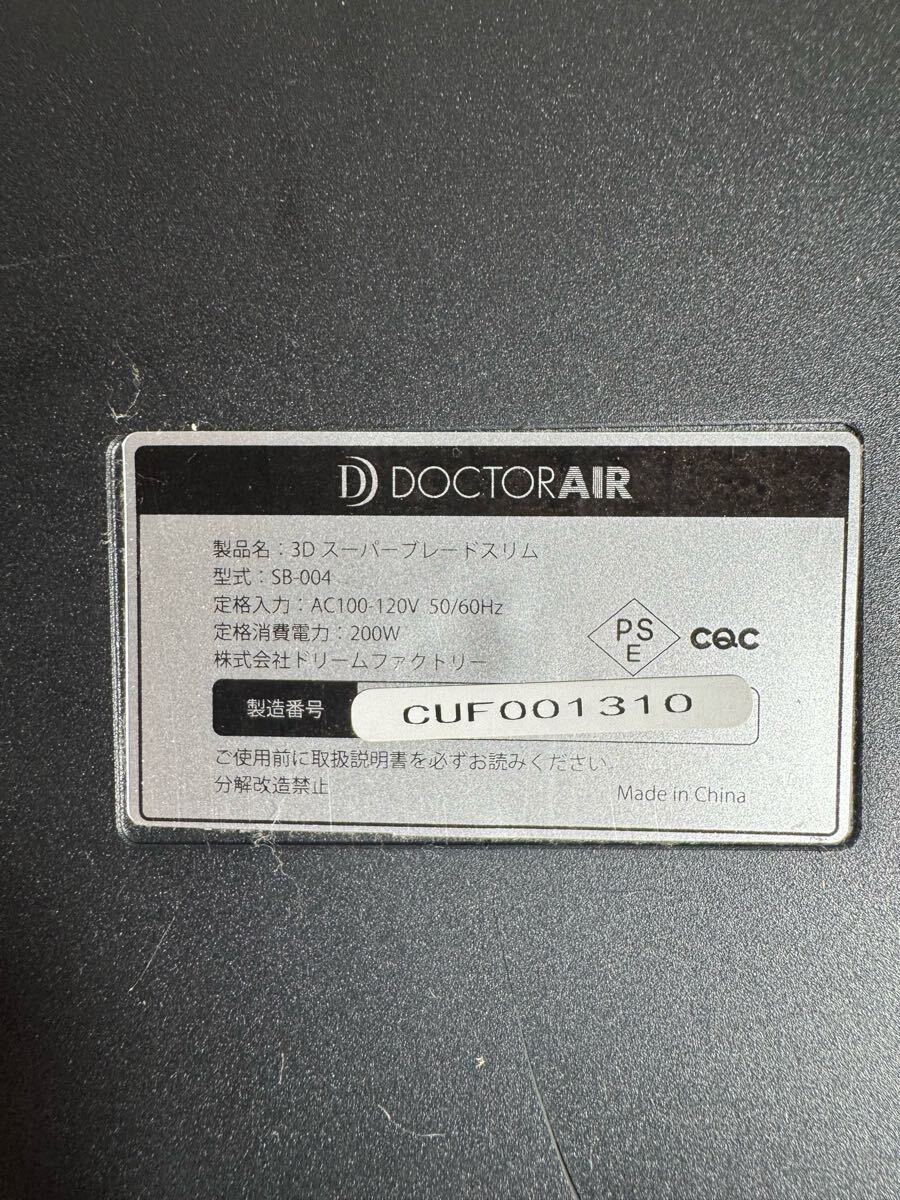 DOCTORAIR
製品名：3D スーパーブレードスリム
型式：SB-004
定格入力：AC100-120V 50/60Hz
定格消費電力：200W
株式会社ドリームファクトリー
PS
E
CQC
製造番号 CUF001310
ご使用前に取扱説明書を必ずお読みください。
分解改造禁止
Made in China